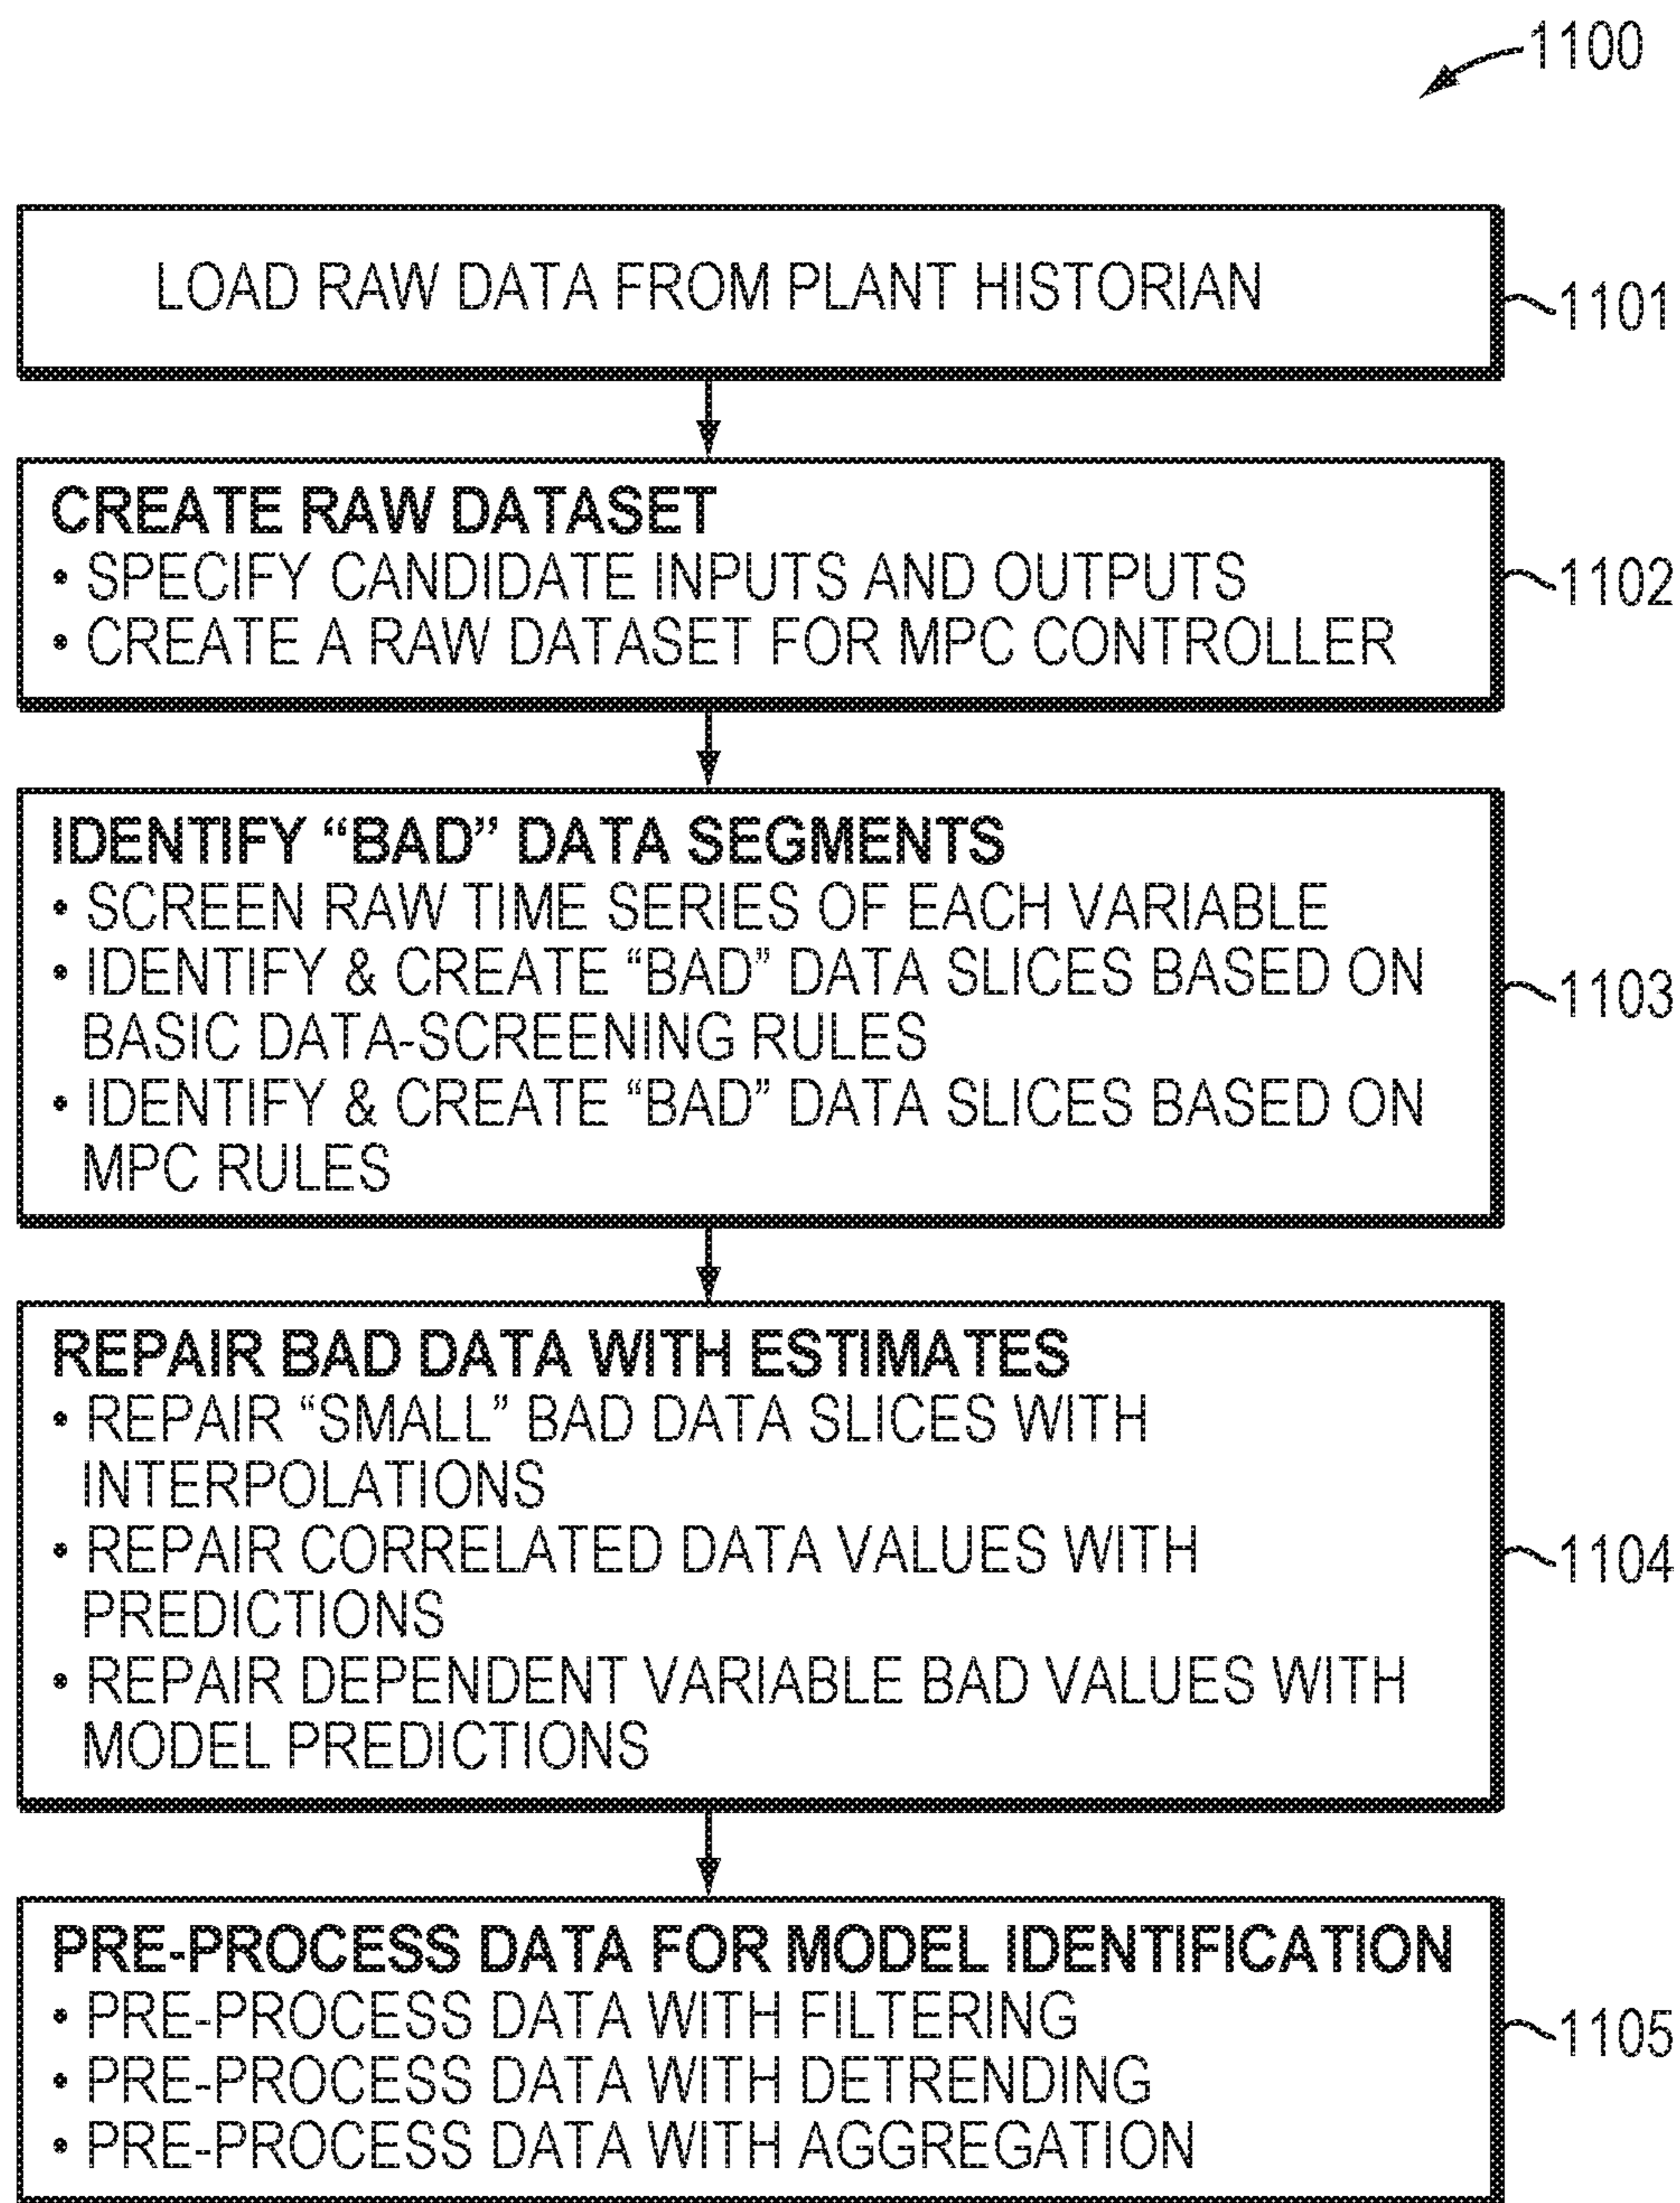 1100
LOAD RAW DATA FROM PLANT HISTORIAN
1101
CREATE RAW DATASET
• SPECIFY CANDIDATE INPUTS AND OUTPUTS
• CREATE A RAW DATASET FOR MPC CONTROLLER
1102
IDENTIFY “BAD” DATA SEGMENTS
• SCREEN RAW TIME SERIES OF EACH VARIABLE
• IDENTIFY & CREATE “BAD” DATA SLICES BASED ON
BASIC DATA-SCREENING RULES
• IDENTIFY & CREATE “BAD” DATA SLICES BASED ON
MPC RULES
1103
REPAIR BAD DATA WITH ESTIMATES
• REPAIR “SMALL” BAD DATA SLICES WITH
INTERPOLATIONS
• REPAIR CORRELATED DATA VALUES WITH
PREDICTIONS
• REPAIR DEPENDENT VARIABLE BAD VALUES WITH
MODEL PREDICTIONS
1104
PRE-PROCESS DATA FOR MODEL IDENTIFICATION
• PRE-PROCESS DATA WITH FILTERING
• PRE-PROCESS DATA WITH DETRENDING
• PRE-PROCESS DATA WITH AGGREGATION
1105